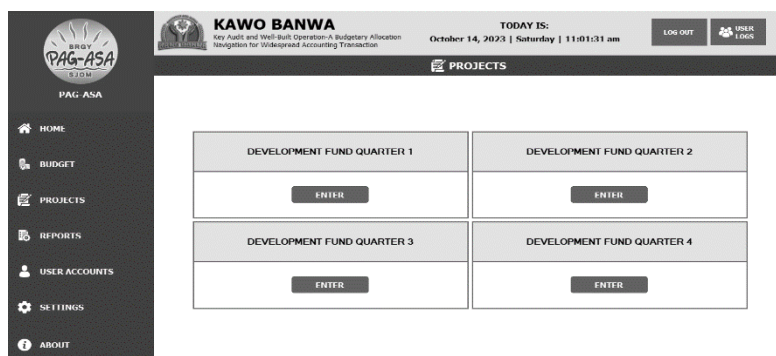 BRGY
PAG-ASA
SJDM
PAG-ASA
HOME
BUDGET
PROJECTS
REPORTS
USER ACCOUNTS
SETTINGS
ABOUT
KAWO BANWA
Key Audit and Well-Built Operation-A Budgetary Allocation
Navigation for Widespread Accounting Transaction
TODAY IS:
October 14, 2023 | Saturday | 11:01:31 am
LOG OUT
USER
LOGS
PROJECTS
DEVELOPMENT FUND QUARTER 1
ENTER
DEVELOPMENT FUND QUARTER 2
ENTER
DEVELOPMENT FUND QUARTER 3
ENTER
DEVELOPMENT FUND QUARTER 4
ENTER